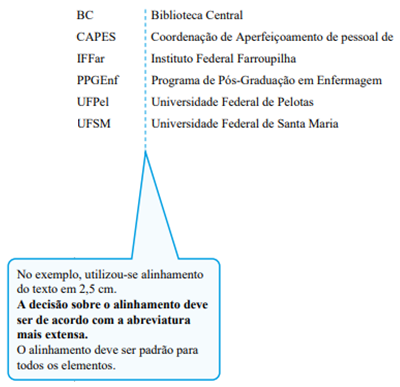 BC Biblioteca Central
CAPES Coordenação de Aperfeiçoamento de pessoal de
IFFar Instituto Federal Farroupilha
PPGEnf Programa de Pós-Graduação em Enfermagem
UFPel Universidade Federal de Pelotas
UFSM Universidade Federal de Santa Maria
No exemplo, utilizou-se alinhamento
do texto em 2,5 cm.
A decisão sobre o alinhamento deve
ser de acordo com a abreviatura
mais extensa.
O alinhamento deve ser padrão para
todos os elementos.